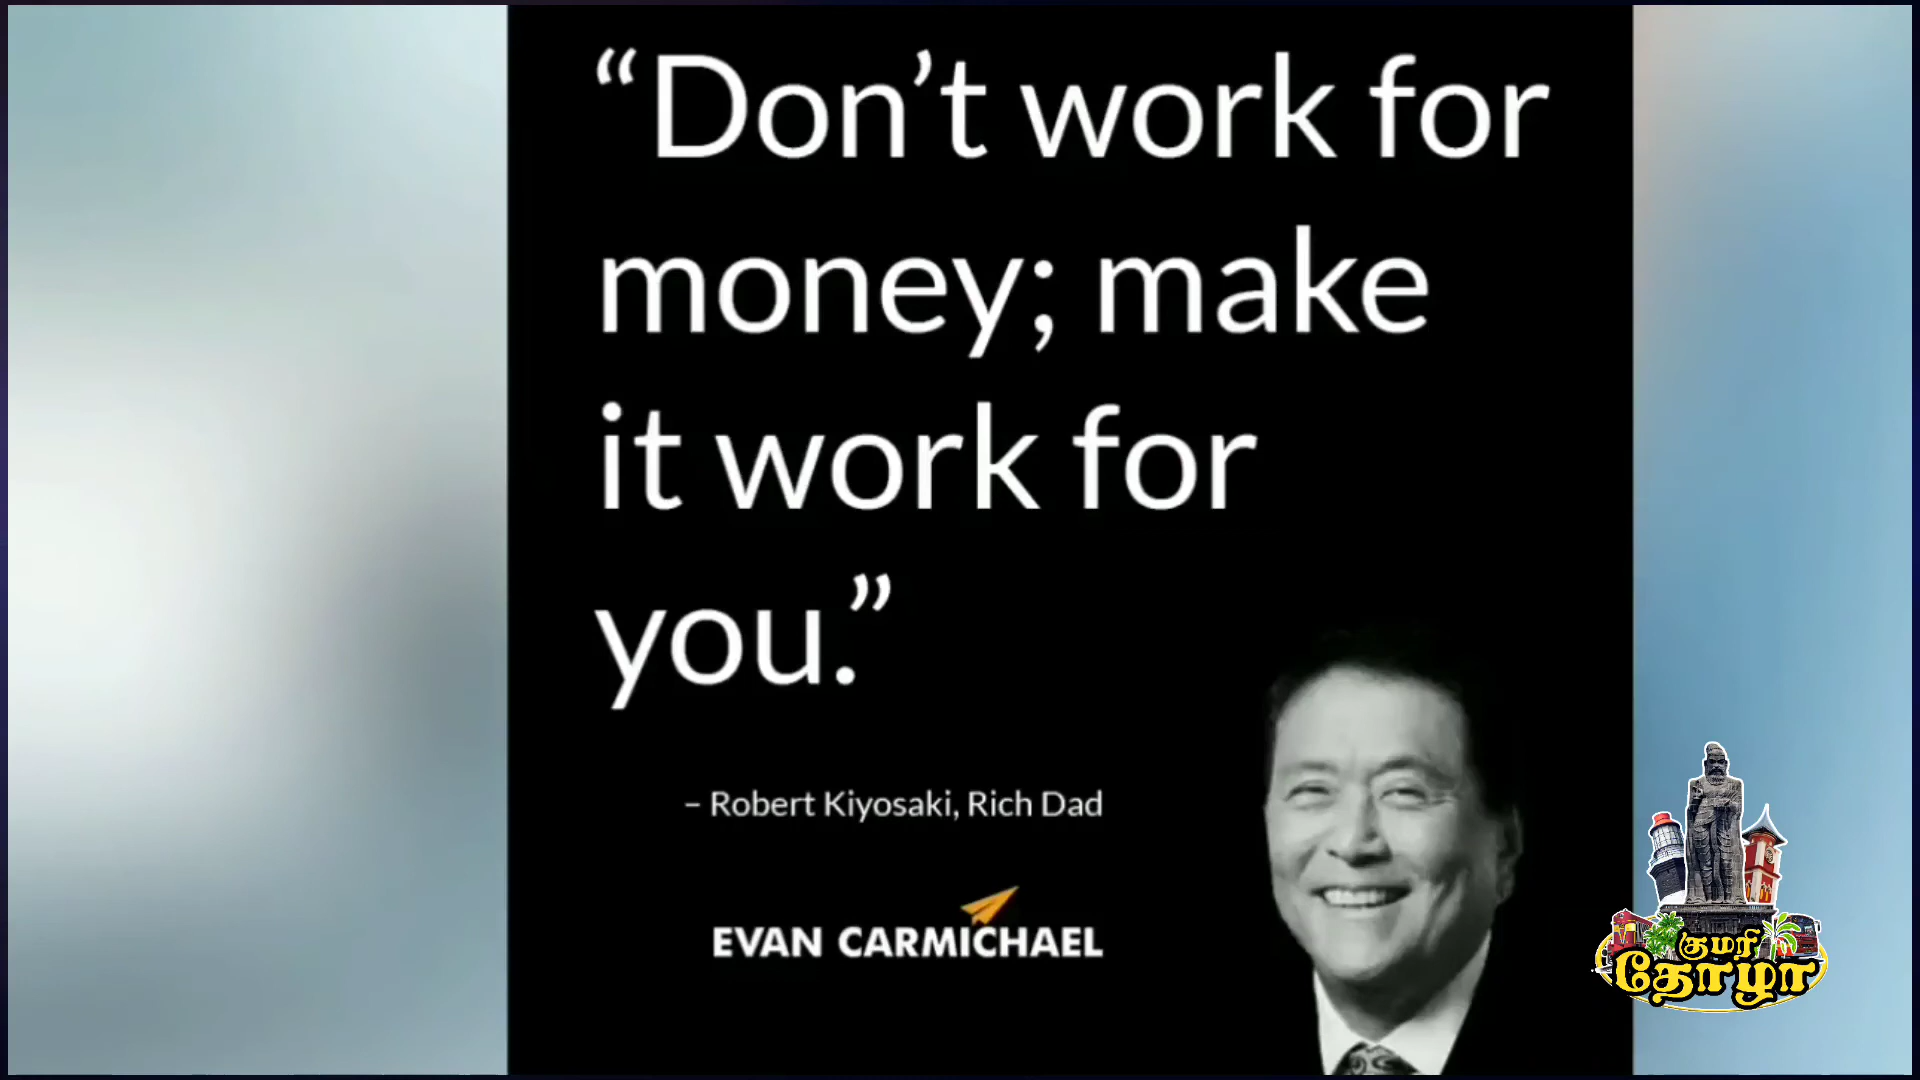 “Don’t work for
money; make
it work for
you.”
– Robert Kiyosaki, Rich Dad
EVAN CARMICHAEL
குமரி
தோழா